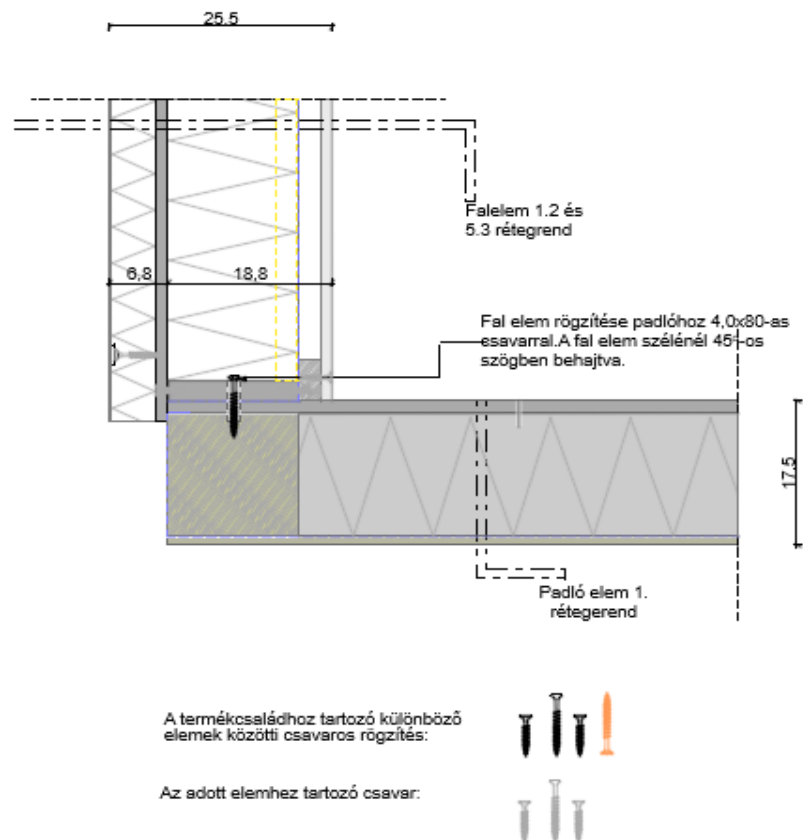 25.5
Falelem 1.2 és
5.3 rétegrend
6,8
18,8
Fal elem rögzítése padlóhoz 4,0x80-as
csavarral.A fal elem szélénél 45°-os
szögben behajtva.
17.5
Padló elem 1.
rétegerend
A termékcsaládhoz tartozó különböző
elemek közötti csavaros rögzítés:
Az adott elemhez tartozó csavar: